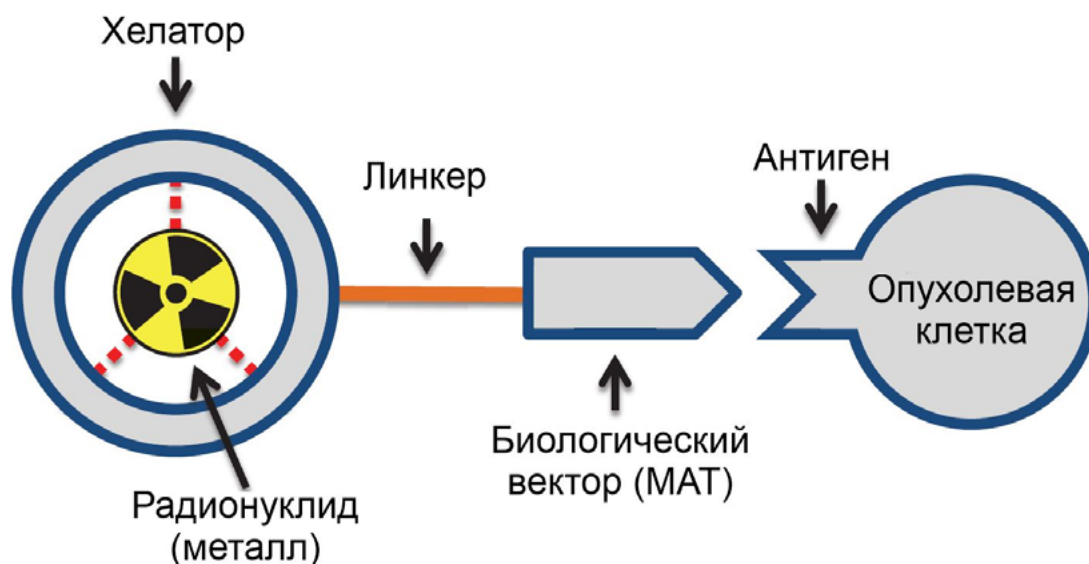 Хелатор
Линкер
Антиген
Опухолевая
клетка
Биологический
вектор (МАТ)
Радионуклид
(металл)